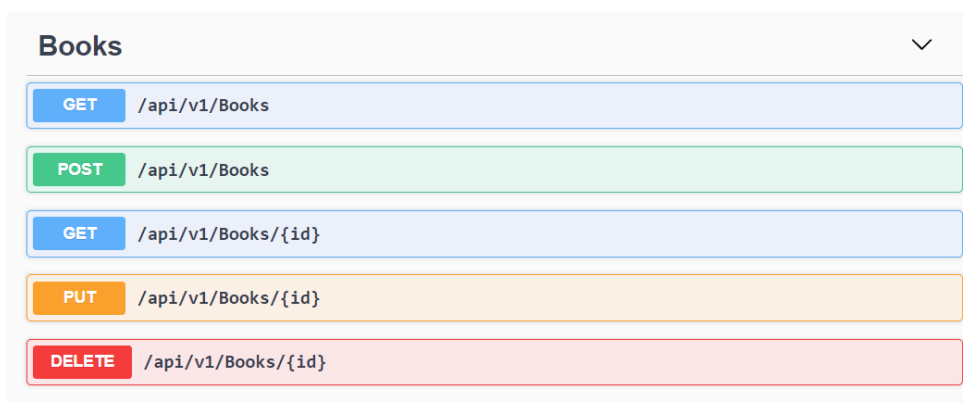 Books
GET /api/v1/Books
POST /api/v1/Books
GET /api/v1/Books/{id}
PUT /api/v1/Books/{id}
DELETE /api/v1/Books/{id}